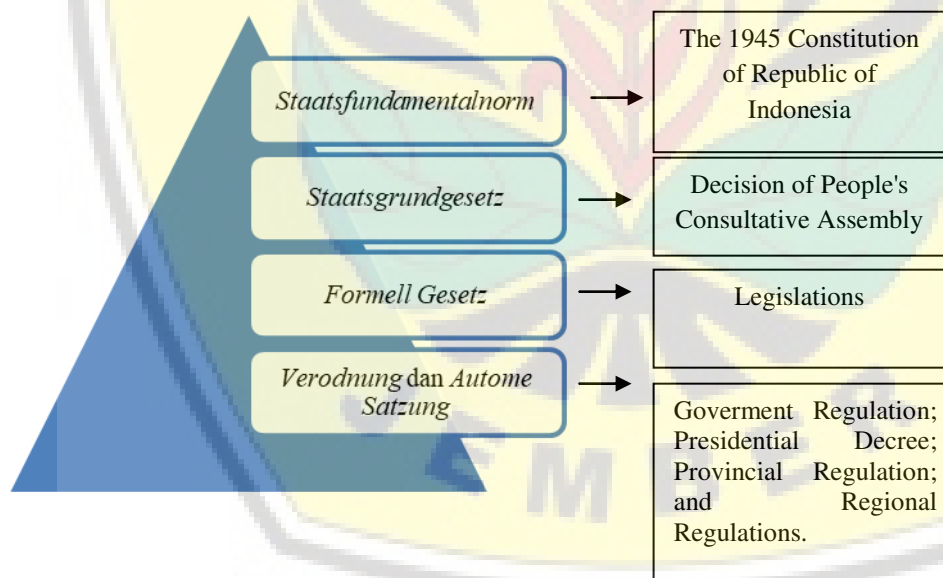 Staatsfundamentalnorm
The 1945 Constitution
of Republic of
Indonesia
Staatsgrundgesetz
Decision of People's
Consultative Assembly
Formell Gesetz
Legislations
Verodnung dan Autome
Satzung
Goverment Regulation;
Presidential Decree;
Provincial Regulation;
and Regional
Regulations.
EMBER